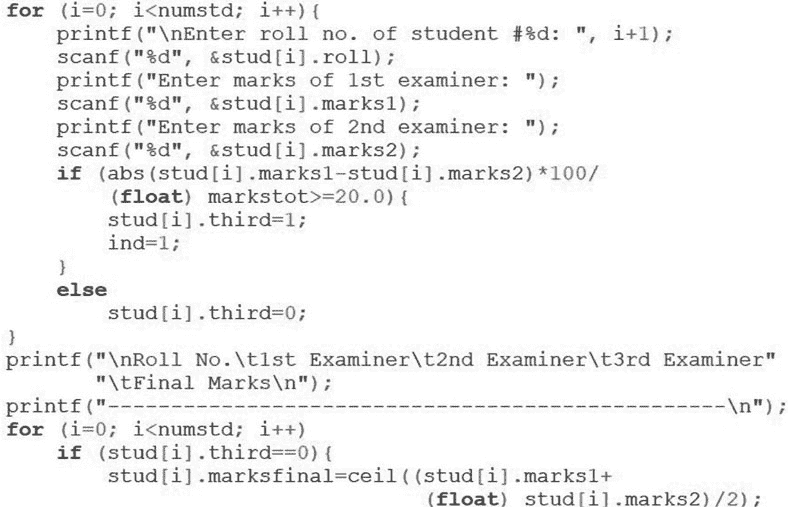 for (i=0; i<numstd; i++){
    printf("\nEnter roll no. of student #%d: ", i+1);
    scanf("%d", &stud[i].roll);
    printf("Enter marks of 1st examiner: ");
    scanf("%d", &stud[i].marks1);
    printf("Enter marks of 2nd examiner: ");
    scanf("%d", &stud[i].marks2);
    if (abs(stud[i].marks1-stud[i].marks2)*100/
        (float) markstot>=20.0){
        stud[i].third=1;
        ind=1;
    }
    else
        stud[i].third=0;
}
printf("\nRoll No.\t1st Examiner\t2nd Examiner\t3rd Examiner"
       "\tFinal Marks\n");
printf("-------------------------------------------------\n");
for (i=0; i<numstd; i++)
    if (stud[i].third==0){
        stud[i].marksfinal=ceil((stud[i].marks1+
                                 (float) stud[i].marks2)/2);